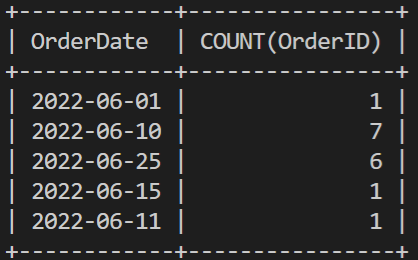 +------------+----------------+
| OrderDate  | COUNT(OrderID) |
+------------+----------------+
| 2022-06-01 |              1 |
| 2022-06-10 |              7 |
| 2022-06-25 |              6 |
| 2022-06-15 |              1 |
| 2022-06-11 |              1 |
+------------+----------------+